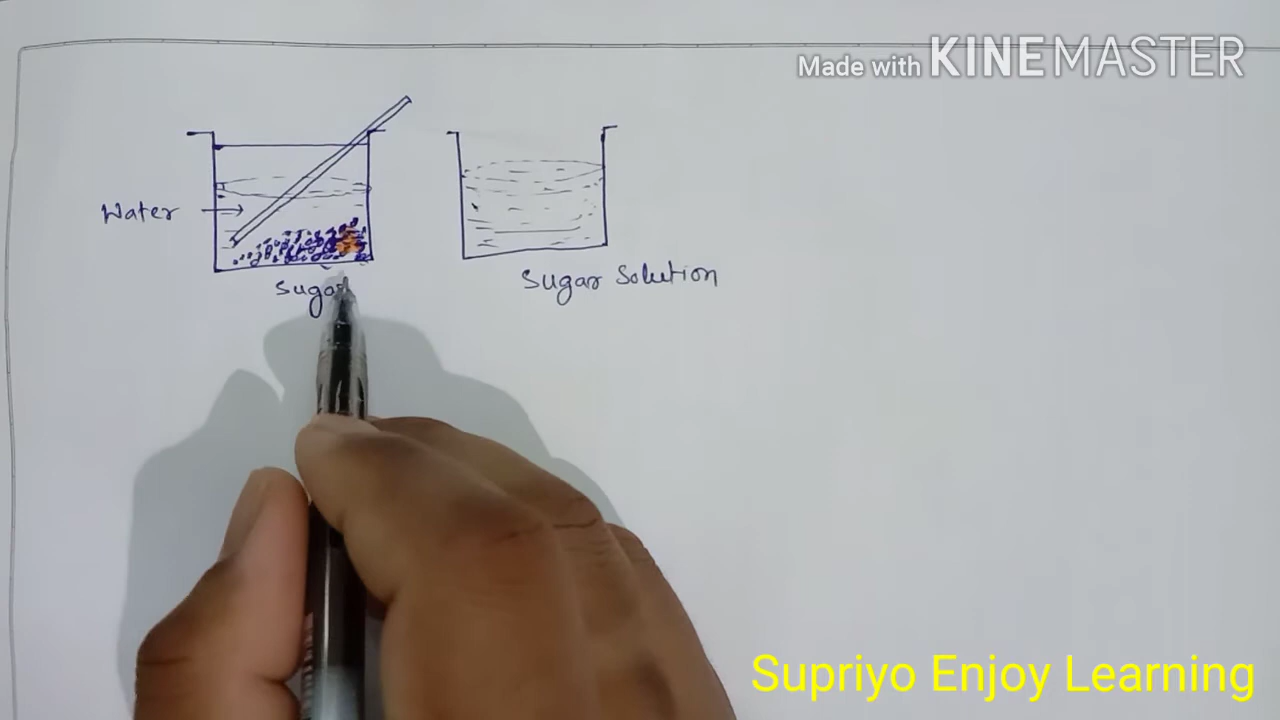 Made with KINEMASTER
Water
Sugar
Sugar Solution
Supriyo Enjoy Learning